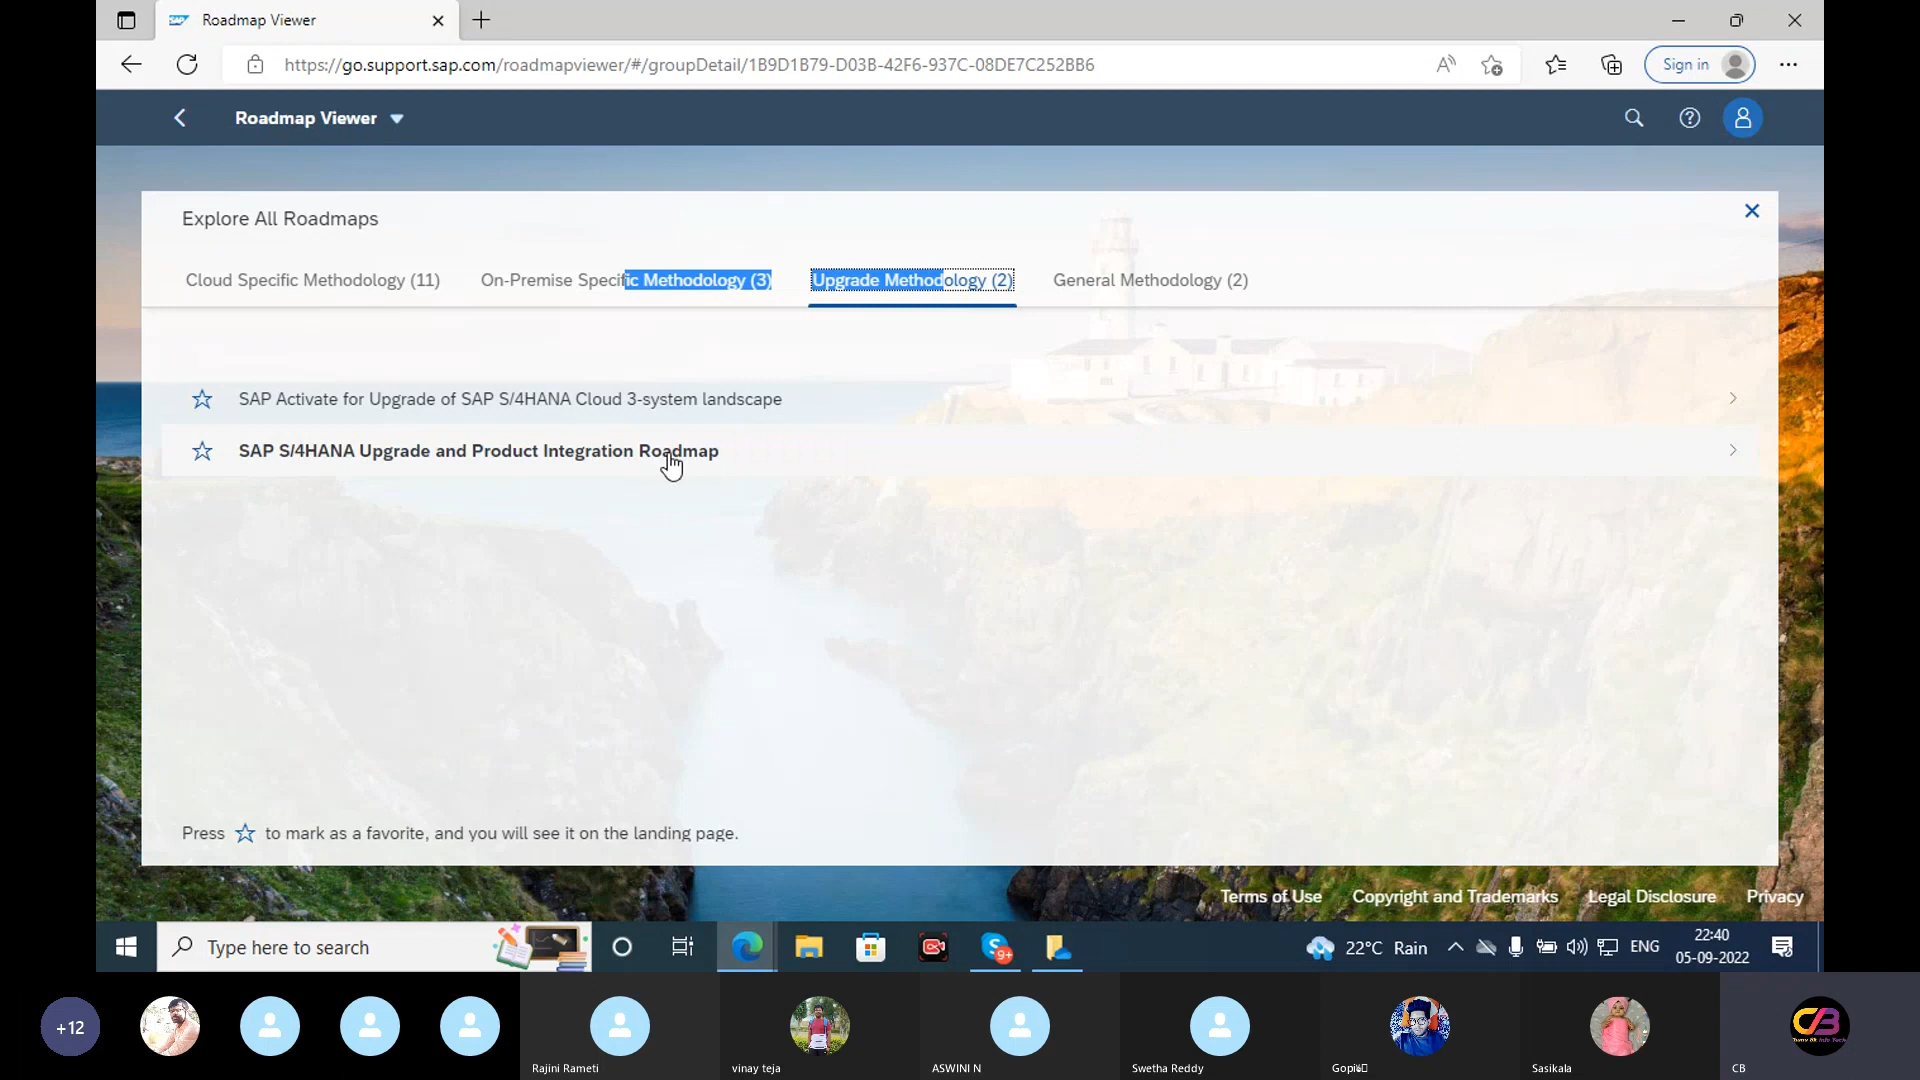 Roadmap Viewer
https://go.support.sap.com/roadmapviewer/#/groupDetail/1B9D1B79-D03B-42F6-937C-08DE7C252BB6
Sign in
Roadmap Viewer
Explore All Roadmaps
Cloud Specific Methodology (11) On-Premise Specific Methodology (3) Upgrade Methodology (2) General Methodology (2)
SAP Activate for Upgrade of SAP S/4HANA Cloud 3-system landscape
SAP S/4HANA Upgrade and Product Integration Roadmap
Press to mark as a favorite, and you will see it on the landing page.
Terms of Use Copyright and Trademarks Legal Disclosure Privacy
Type here to search
9+
22°C Rain
ENG
22:40
05-09-2022
+12
Rajini Rameti
vinay teja
ASWINI N
Swetha Reddy
Sasikala
CB
CB